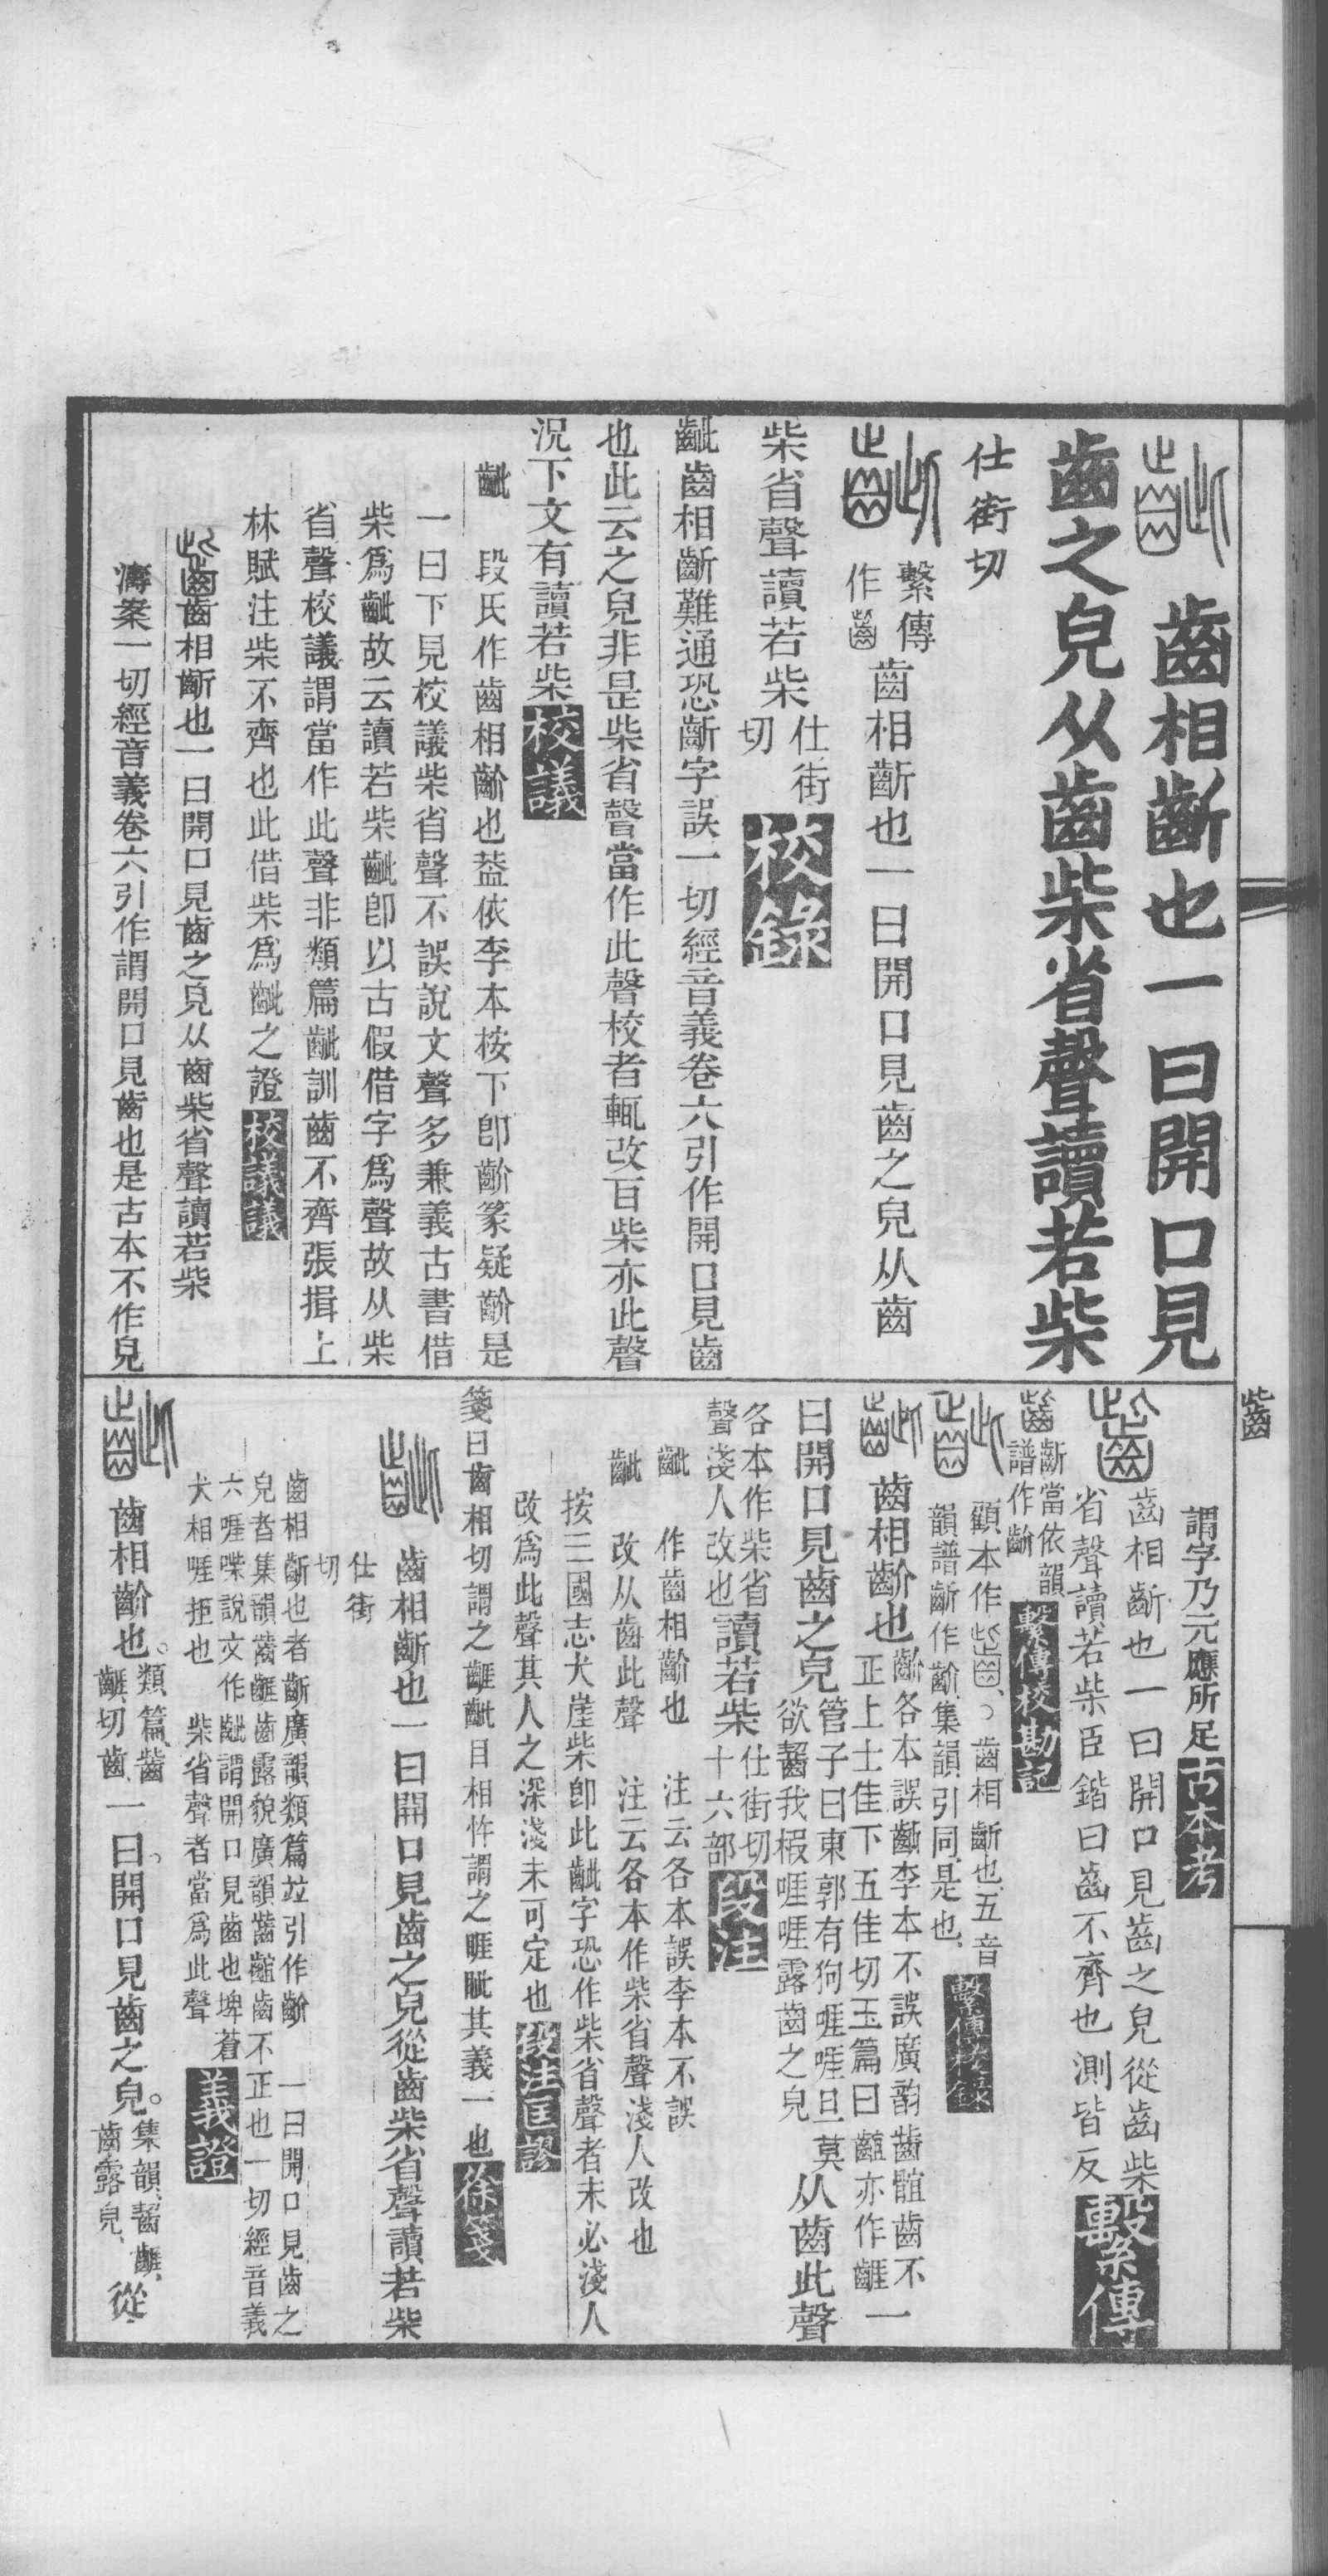 齒相齗也一曰開口見
齒之皃从齒柴省聲讀若柴
仕街切
繫傳
作𪗶
齒相齗也一曰開口見齒之皃从齒
柴省聲讀若柴
仕街
切
校錄
齜齒相齗難通恐齗字誤一切經音義卷六引作開口見齒
也此云之皃非是柴省聲當作此聲校者輒改百柴亦此聲
況下文有讀若柴校議
齜 段氏作齒相齘也葢依李本桉下卽齘篆疑齘是
一曰下見校議柴省聲不誤說文聲多兼義古書借
柴爲齜故云讀若柴齜卽以古假借字爲聲故从柴
省聲校議謂當作此聲非類篇齜訓齒不齊張揖上
林賦注柴不齊也此借柴爲齜之證校議議
齒相齗也一曰開口見齒之皃从齒柴省聲讀若柴
濤案一切經音義卷六引作謂開口見齒也是古本不作皃
謂字乃元應所足古本考
齒相齗也一曰開口見齒之皃從齒柴
省聲讀若柴臣鍇曰齒不齊也測皆反繫傳
齗當依韻
譜作齘
繫傳校勘記
顧本作、齒相齗也五音
韻譜齗作齘集韻引同是也
繫傳校錄
齒相齘也
齘各本誤齗李本不誤廣韵齒齜齒不
正上士佳下五佳切玉篇曰齜亦作齜
一
曰開口見齒之皃
管子曰東郭有狗啀啀旦莫
欲齧我猳啀啀露齒之皃
从齒此聲
各本作柴省
聲淺人改也
讀若柴
仕街切
十六部
段注
齜 作齒相齘也 注云各本誤李本不誤
齜 改从齒此聲 注云各本作柴省聲淺人改也
按三國志犬崖柴卽此齜字恐作柴省聲者未必淺人
改爲此聲其人之深淺未可定也段注匡謬
箋曰齒相切謂之齜目相忤謂之睚眦其義一也徐箋
齒相齗也一曰開口見齒之皃從齒柴省聲讀若柴
仕街
切
齒相齗也者齗廣韻類篇竝引作齘 一曰開口見齒之
皃者集韻齜齒露貌廣韻齒不正也一切經音義
六啀喍說文作齜謂開口見齒也埤蒼
犬相啀拒也 柴省聲者當爲此聲
義證
齒相齘也。
類篇、齒
切齒、
一曰、開口見齒之皃。
集韻、
齒露皃、
從